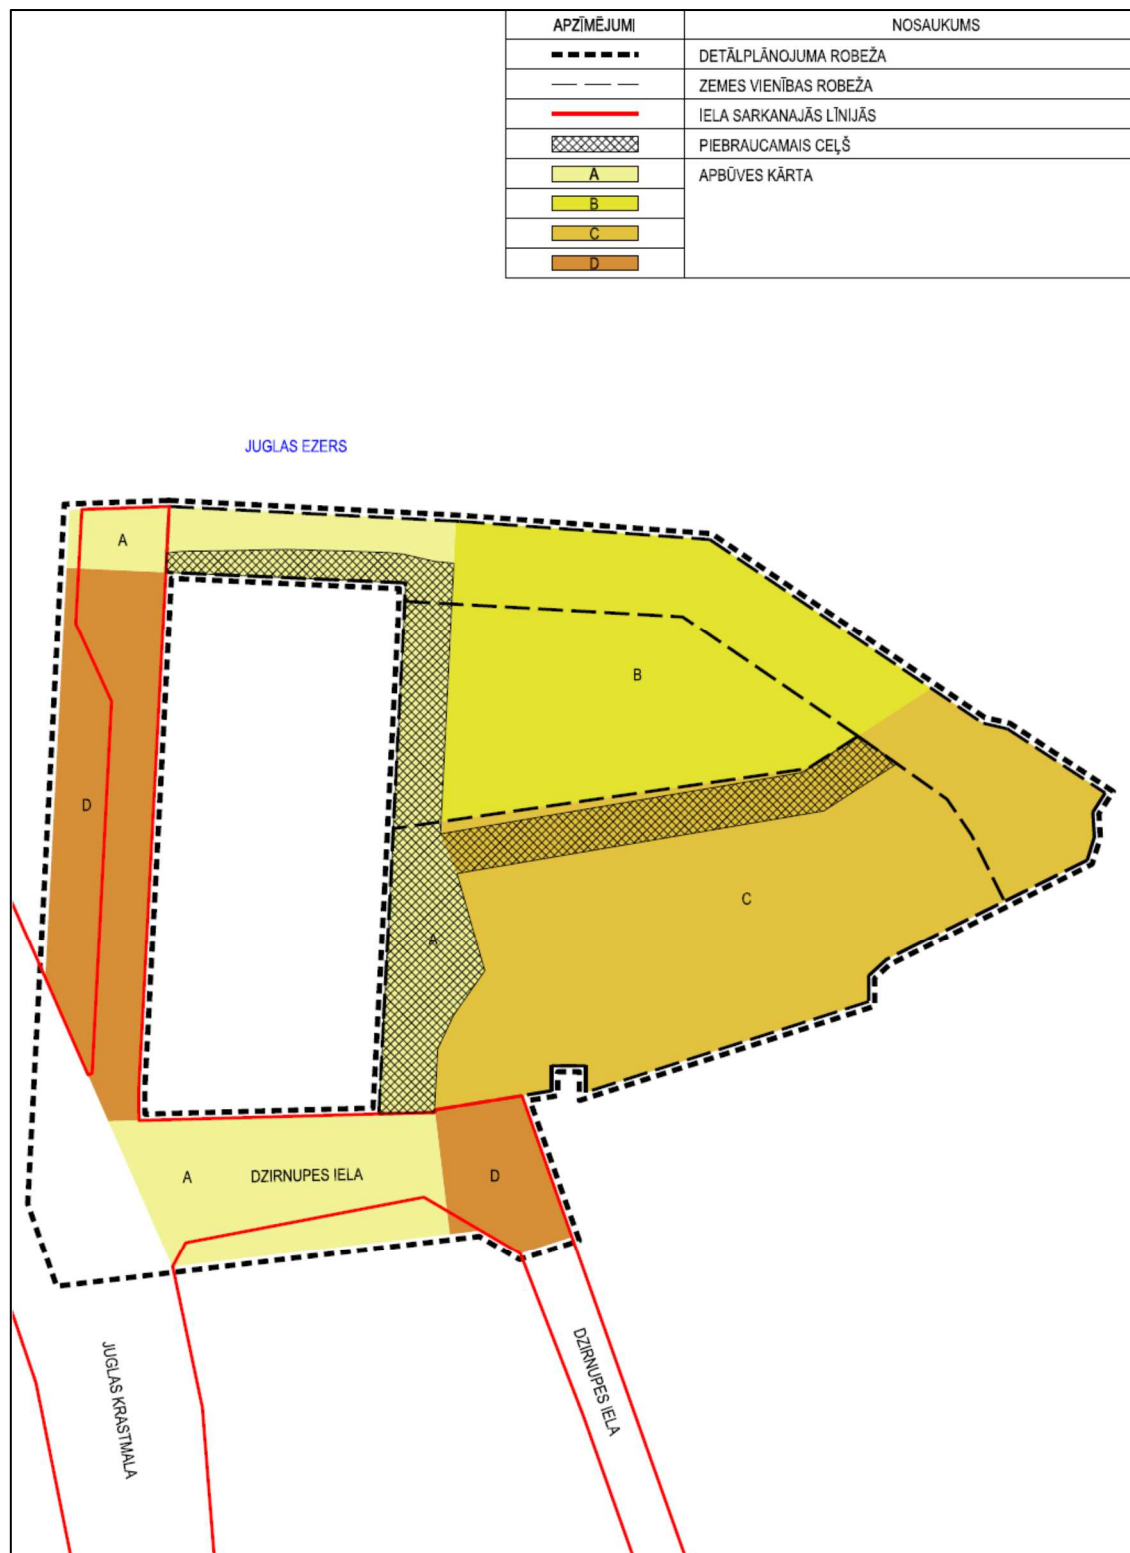 APZĪMĒJUMI NOSAUKUMS
DETĀLPLĀNOJUMA ROBEŽA
ZEMES VIENĪBAS ROBEŽA
IELA SARKANAJĀS LĪNIJĀS
PIEBRAUCAMAIS CEĻŠ
A APBŪVES KĀRTA
B
C
D
JUGLAS EZERS
A
B
D
C
A
A DZIRNUPES IELA D
JUGLAS KRASTMALA
DZIRNUPES IELA